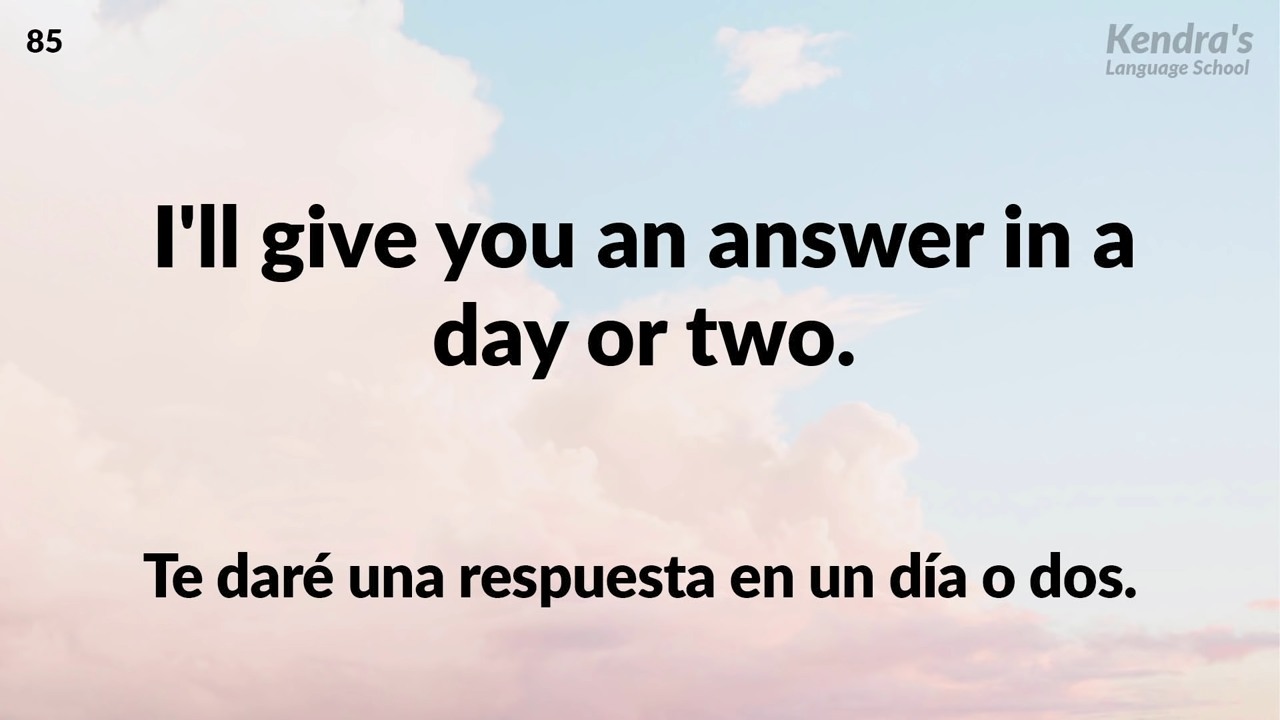 85
Kendra's
Language School
I'll give you an answer in a
day or two.
Te daré una respuesta en un día o dos.